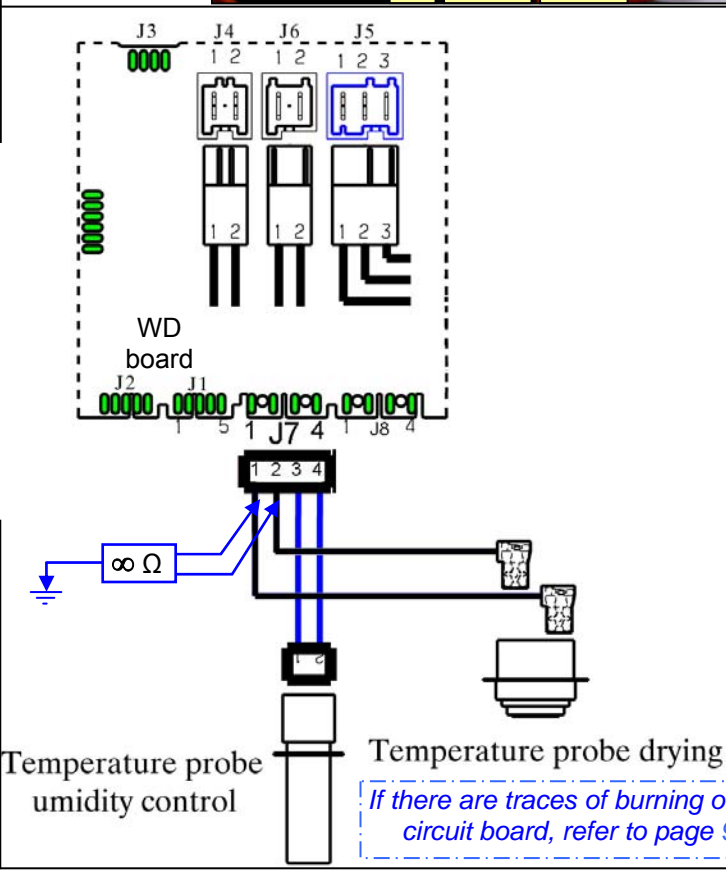 J3 J4 J6 J5
1 2 1 2 1 2 3
1 2 1 2 1 2 3
WD
board
J2 J1
1 5 1 J7 4 1 J8 4
1 2 3 4
∞ Ω
1 2
Temperature probe
umidity control
Temperature probe drying
If there are traces of burning
circuit board, refer to page